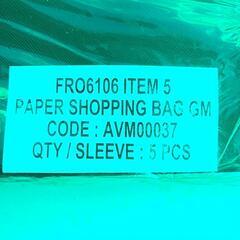 FRO6106 ITEM 5
PAPER SHOPPING BAG GM
CODE : AVM00037
QTY / SLEEVE : 5 PCS